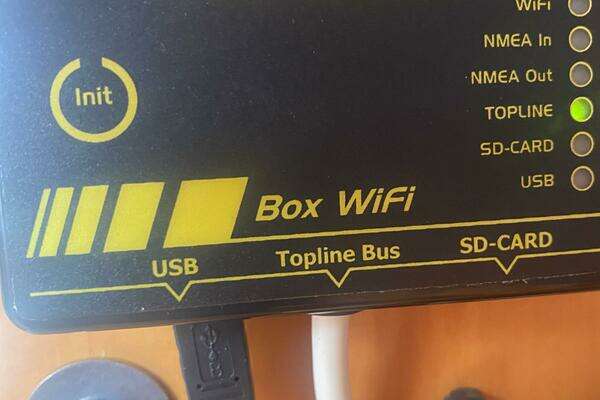 WiFi
NMEA In
Init
NMEA Out
TOPLINE
SD-CARD
USB
Box WiFi
USB Topline Bus SD-CARD